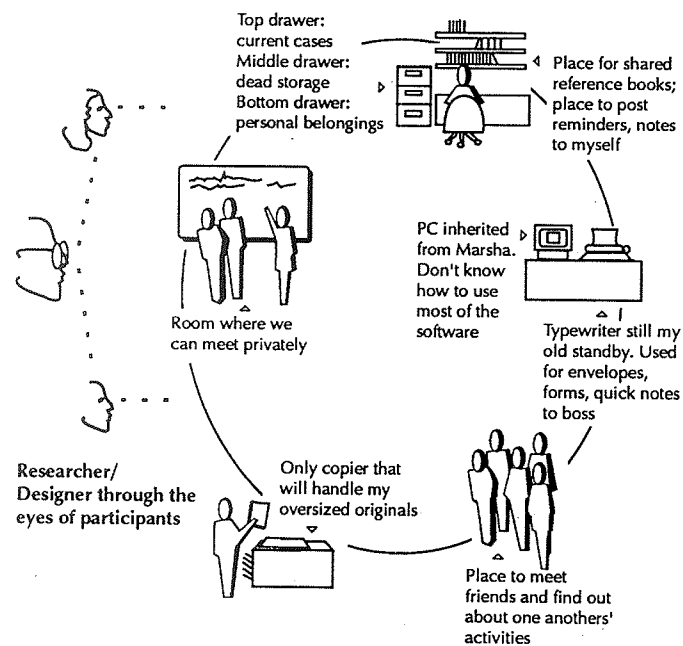 Top drawer:
current cases
Middle drawer:
dead storage
Bottom drawer:
personal belongings
Place for shared
reference books;
place to post
reminders, notes
to myself
PC inherited
from Marsha.
Don't know
how to use
most of the
software
Typewriter still my
old standby. Used
for envelopes,
forms, quick notes
to boss
Room where we
can meet privately
Only copier that
will handle my
oversized originals
Researcher/
Designer through the
eyes of participants
Place to meet
friends and find out
about one anothers'
activities